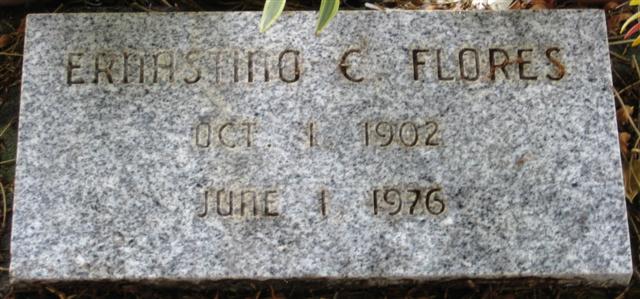 ERNASTINO C FLORES
OCT. 1 1902
JUNE 1 1976